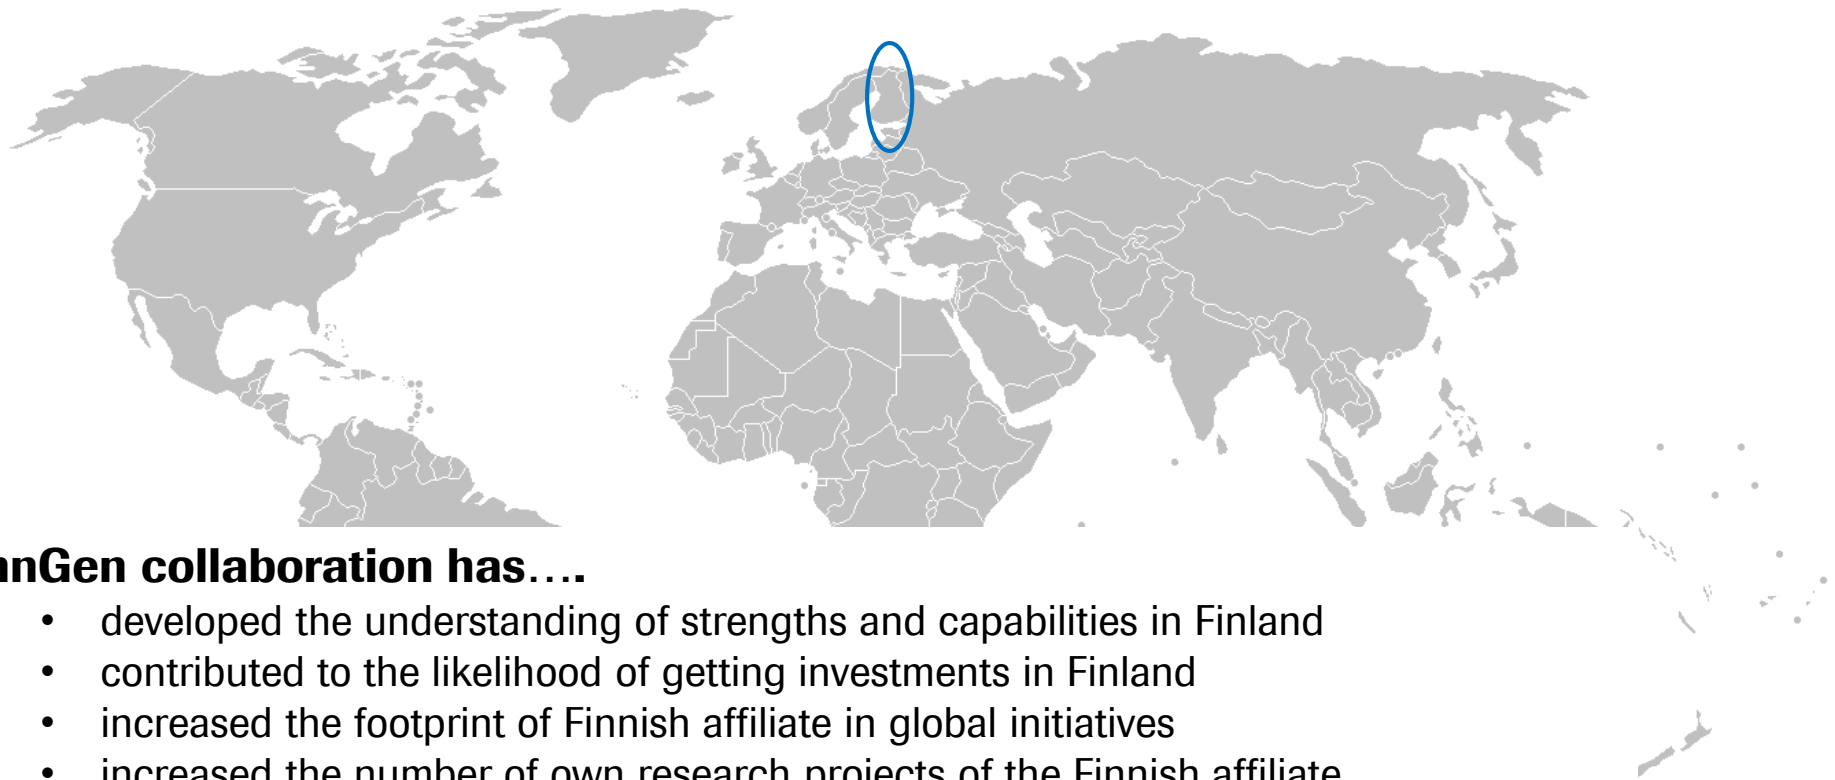 nnGen collaboration has….
• developed the understanding of strengths and capabilities in Finland
• contributed to the likelihood of getting investments in Finland
• increased the footprint of Finnish affiliate in global initiatives
• increased the number of own research projects of the Finnish affiliate